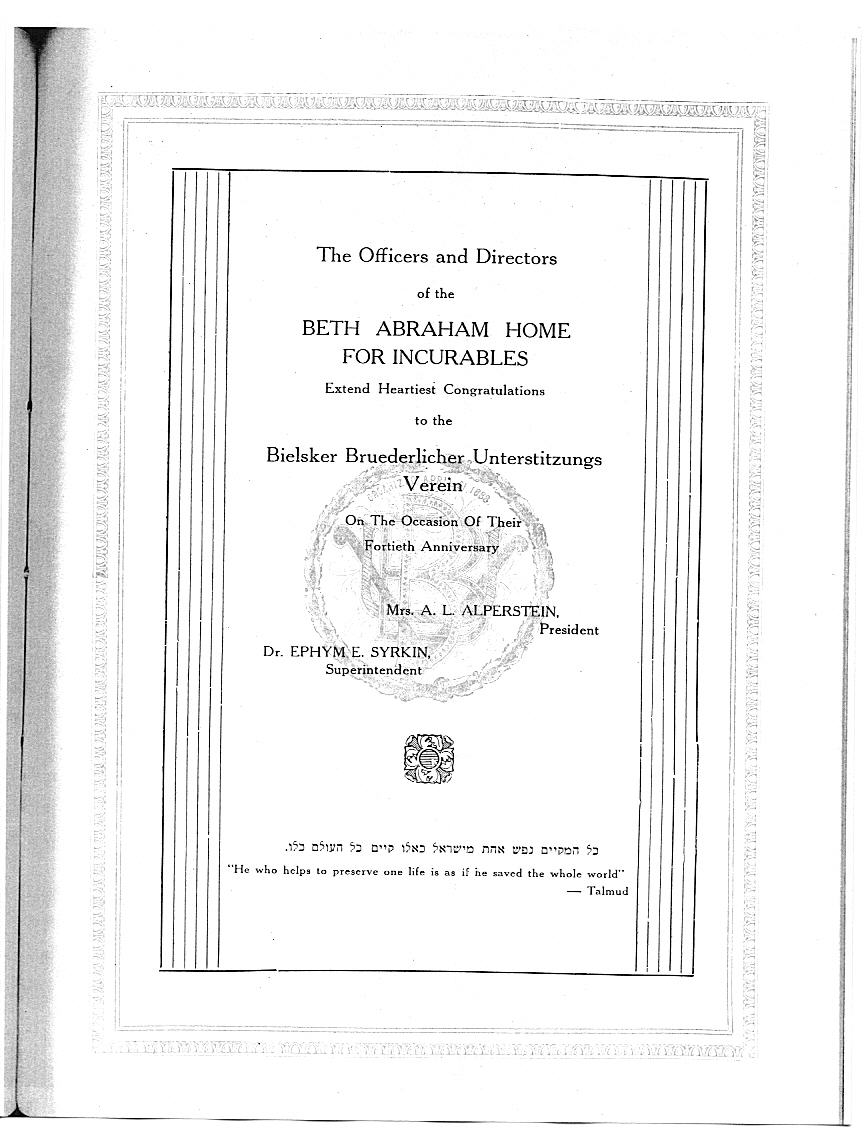 The Officers and Directors
of the
BETH ABRAHAM HOME
FOR INCURABLES
Extend Heartiest Congratulations
to the
Bielsker Bruederlicher Unterstitzungs
Verein
On The Occasion Of Their
Fortieth Anniversary
Mrs. A. L. ALPERSTEIN,
President
Dr. EPHYM E. SYRKIN,
Superintendent
כל המקיים נפש אחת מישראל כאלו קיים כל העולם כלו.
"He who helps to preserve one life is as if he saved the whole world"
— Talmud